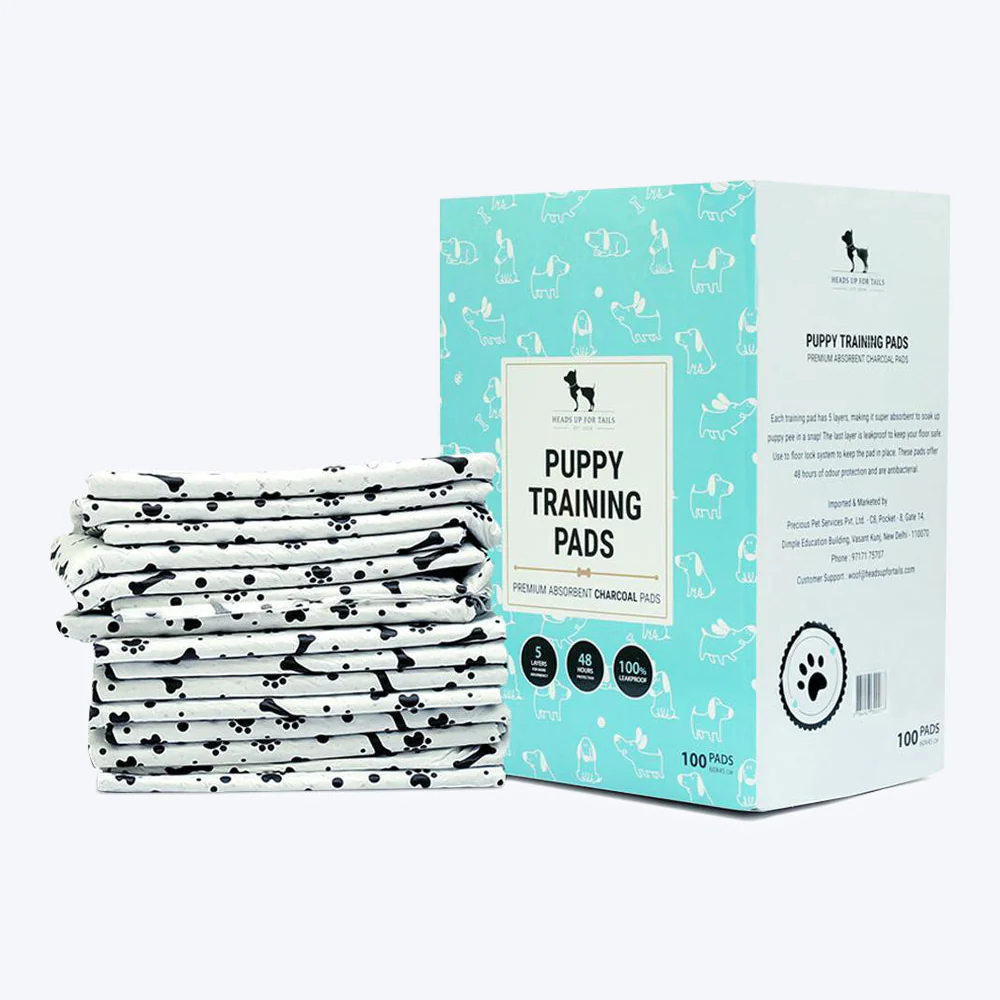 HEADS UP FOR TAILS
PUPPY
TRAINING
PADS
PREMIUM ABSORBENT CHARCOAL PADS
5
LAYERS
48
HOURS
PROTECTION
100%
LEAKPROOF
100 PADS
HEADS UP FOR TAILS
PUPPY TRAINING PADS
PREMIUM ABSORBENT CHARCOAL PADS
Each training pad has 5 layers, making it super absorbent to soak up
puppy pee in a snap! The last layer is leakproof to keep your floor safe.
Use to floor lock system to keep the pad in place. These pads offer
48 hours of odour protection and are antibacterial.
Imported & Marketed by
Precious Pet Services Pvt. Ltd. - C8, Pocket - 8, Gate 14,
Dimple Education Building, Vasant Kunj, New Delhi - 110070
Phone : 97171 75707
Customer Support : woof@headsupfortails.com
100 PADS